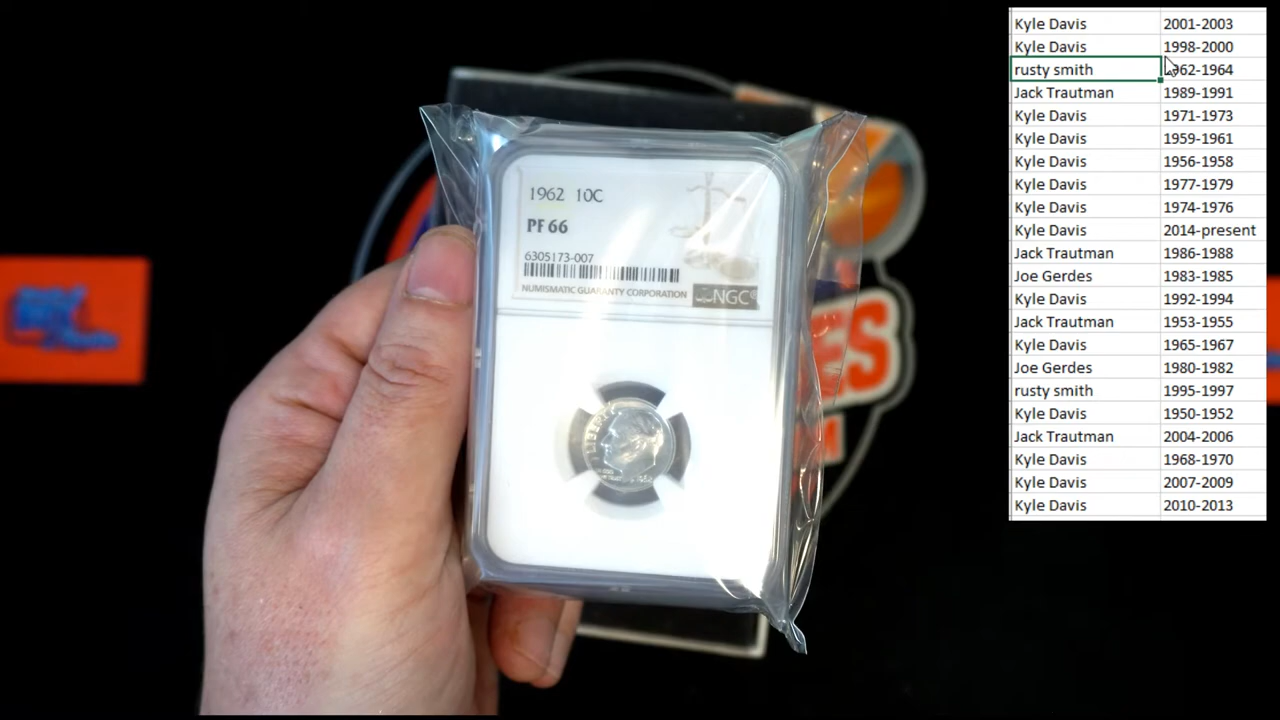 1962 10C
PF 66
6305173-007
NUMISMATIC GUARANTY CORPORATION
NGC
LIBERTY
ES
Kyle Davis 2001-2003
Kyle Davis 1998-2000
rusty smith 962-1964
Jack Trautman 1989-1991
Kyle Davis 1971-1973
Kyle Davis 1959-1961
Kyle Davis 1956-1958
Kyle Davis 1977-1979
Kyle Davis 1974-1976
Kyle Davis 2014-present
Jack Trautman 1986-1988
Joe Gerdes 1983-1985
Kyle Davis 1992-1994
Jack Trautman 1953-1955
Kyle Davis 1965-1967
Joe Gerdes 1980-1982
rusty smith 1995-1997
Kyle Davis 1950-1952
Jack Trautman 2004-2006
Kyle Davis 1968-1970
Kyle Davis 2007-2009
Kyle Davis 2010-2013